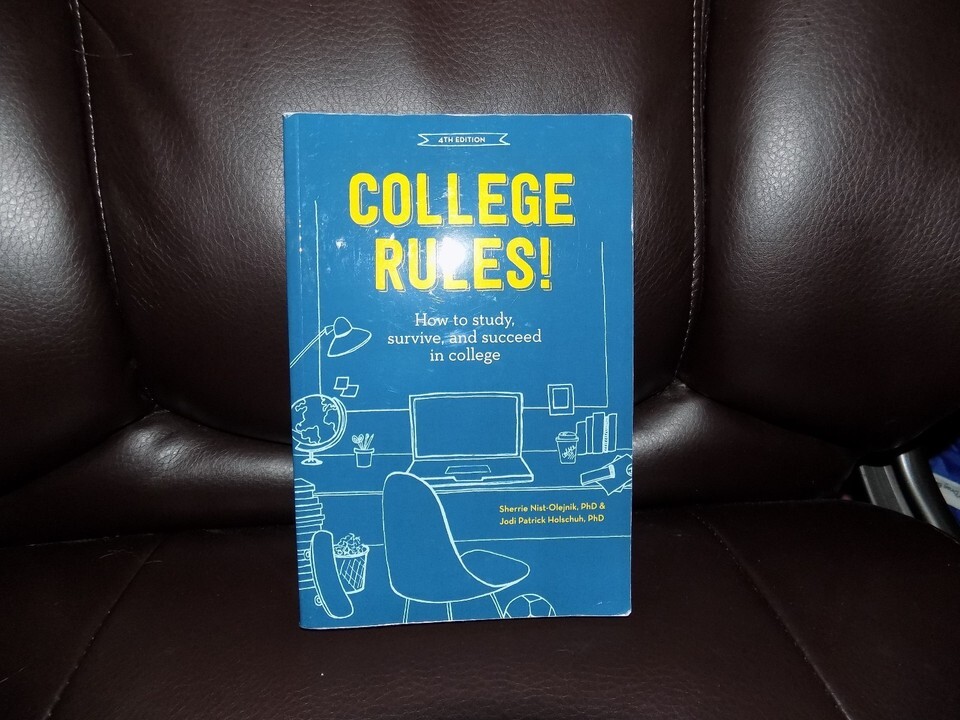 4TH EDITION
COLLEGE
RULES!
How to study,
survive, and succeed
in college
Sherrie Nist-Olejnik, PhD &
Jodi Patrick Holschuh, PhD